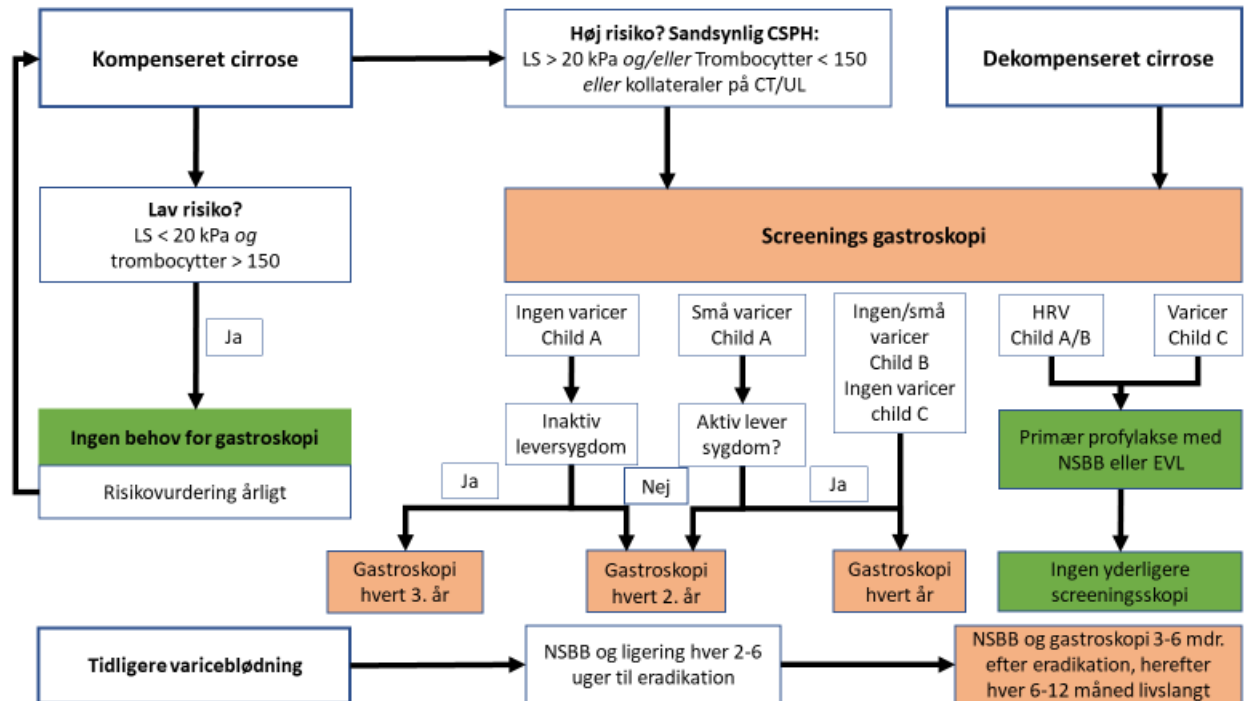 Kompenseret cirrose
Høj risiko? Sandsynlig CSPH:
LS > 20 kPa og/eller Trombocytter < 150
eller kollateraler på CT/UL
Dekompenseret cirrose
Lav risiko?
LS < 20 kPa og
trombocytter > 150
Screenings gastroskopi
Ja
Ingen varicer
Child A
Små varicer
Child A
Ingen/små
varicer
Child B
Ingen varicer
child C
HRV
Child A/B
Varicer
Child C
Ingen behov for gastroskopi
Risikovurdering årligt
Inaktiv
leversygdom
Aktiv lever
sygdom?
Primær profylakse med
NSBB eller EVL
Ja
Nej
Ja
Gastroskopi
hvert 3. år
Gastroskopi
hvert 2. år
Gastroskopi
hvert år
Ingen yderligere
screeningsskopi
Tidligere variceblødning
NSBB og ligering hver 2-6
uger til eradikation
NSBB og gastroskopi 3-6 mdr.
efter eradikation, herefter
hver 6-12 måned livslangt